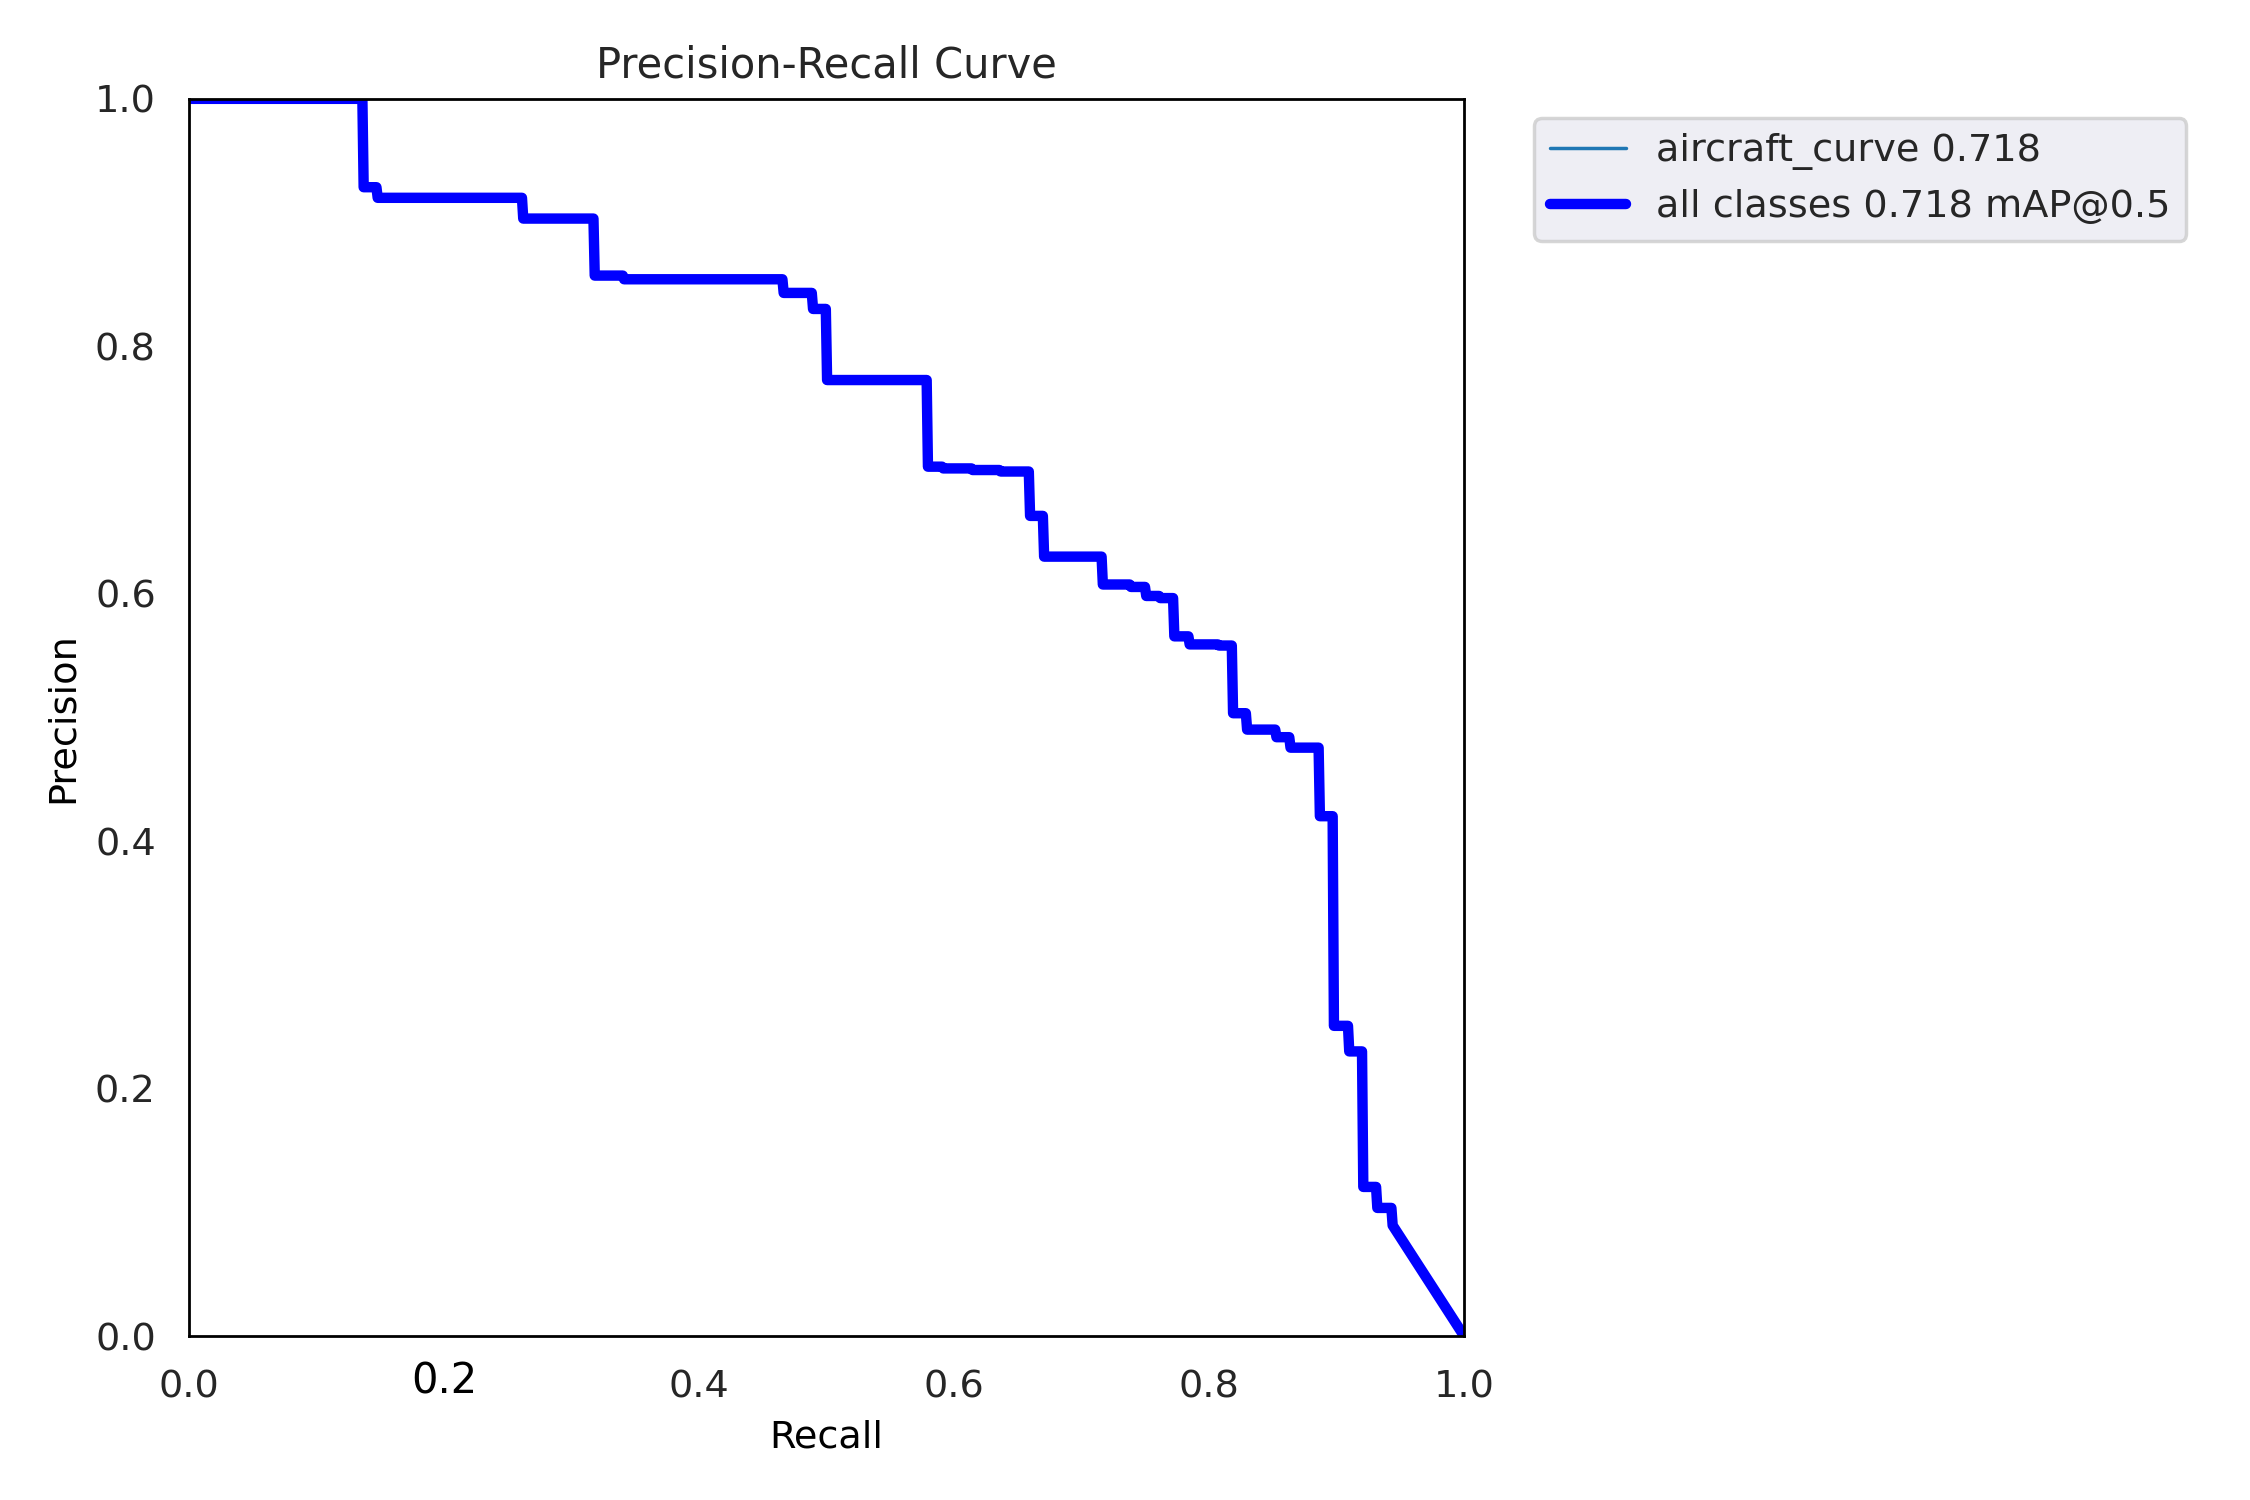 Precision-Recall Curve
aircraft_curve 0.718
all classes 0.718 mAP@0.5
Precision
1.0
0.8
0.6
0.4
0.2
0.0
0.0 0.2 0.4 0.6 0.8 1.0
Recall